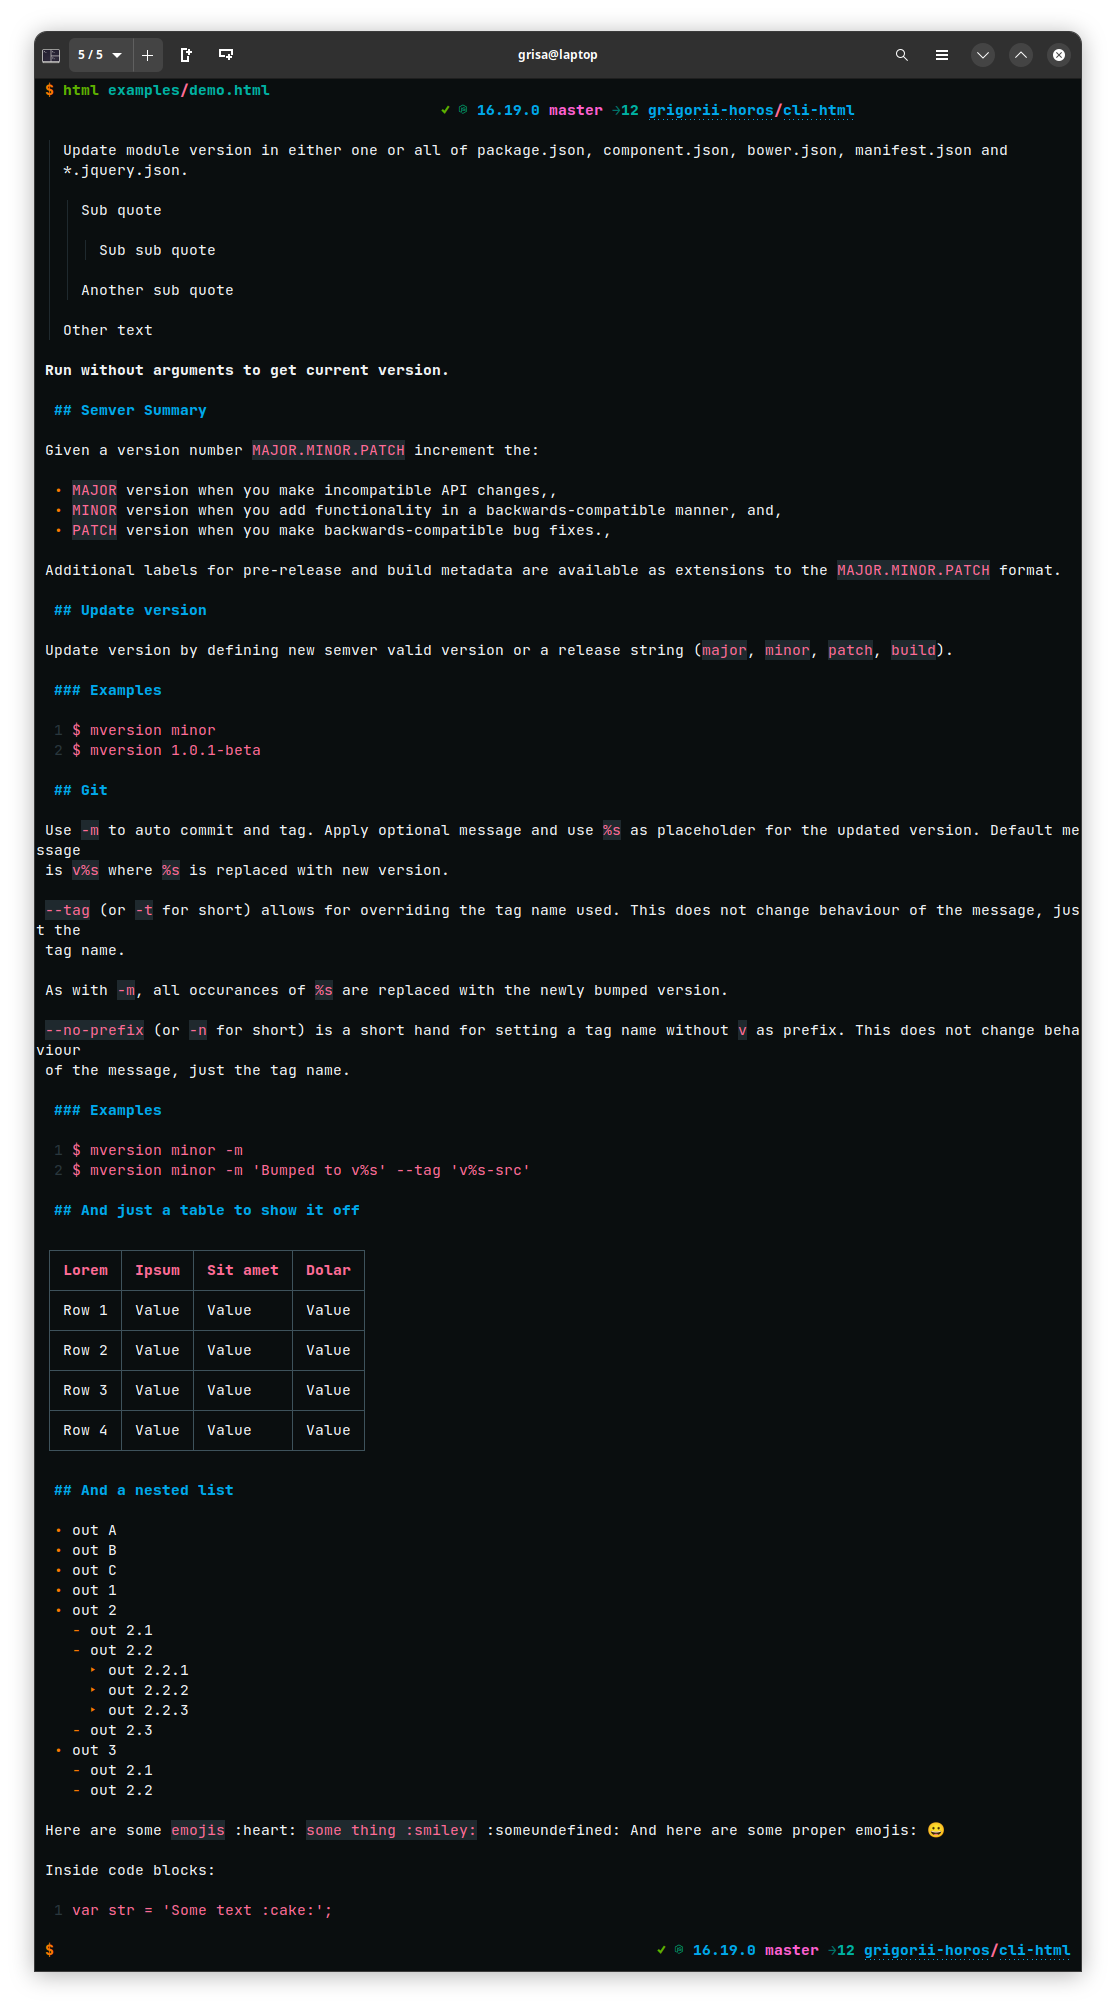 5 / 5
grisa@laptop
$ html examples/demo.html
✔ 16.19.0 master →12 grigorii-horos/cli-html
Update module version in either one or all of package.json, component.json, bower.json, manifest.json and
*.jquery.json.
Sub quote
Sub sub quote
Another sub quote
Other text
Run without arguments to get current version.
## Semver Summary
Given a version number MAJOR.MINOR.PATCH increment the:
• MAJOR version when you make incompatible API changes,,
• MINOR version when you add functionality in a backwards-compatible manner, and,
• PATCH version when you make backwards-compatible bug fixes.,
Additional labels for pre-release and build metadata are available as extensions to the MAJOR.MINOR.PATCH format.
## Update version
Update version by defining new semver valid version or a release string (major, minor, patch, build).
### Examples
1 $ mversion minor
2 $ mversion 1.0.1-beta
## Git
Use -m to auto commit and tag. Apply optional message and use %s as placeholder for the updated version. Default me
ssage
is v%s where %s is replaced with new version.
--tag (or -t for short) allows for overriding the tag name used. This does not change behaviour of the message, jus
t the
tag name.
As with -m, all occurances of %s are replaced with the newly bumped version.
--no-prefix (or -n for short) is a short hand for setting a tag name without v as prefix. This does not change beha
viour
of the message, just the tag name.
### Examples
1 $ mversion minor -m
2 $ mversion minor -m 'Bumped to v%s' --tag 'v%s-src'
## And just a table to show it off
Lorem Ipsum Sit amet Dolar
Row 1 Value Value Value
Row 2 Value Value Value
Row 3 Value Value Value
Row 4 Value Value Value
## And a nested list
• out A
• out B
• out C
• out 1
• out 2
- out 2.1
- out 2.2
‣ out 2.2.1
‣ out 2.2.2
‣ out 2.2.3
- out 2.3
• out 3
- out 2.1
- out 2.2
Here are some emojis :heart: some thing :smiley: :someundefined: And here are some proper emojis: 😀
Inside code blocks:
1 var str = 'Some text :cake:';
$ ✔ 16.19.0 master →12 grigorii-horos/cli-html